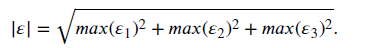 |ε| = √max(ε₁)² + max(ε₂)² + max(ε₃)².